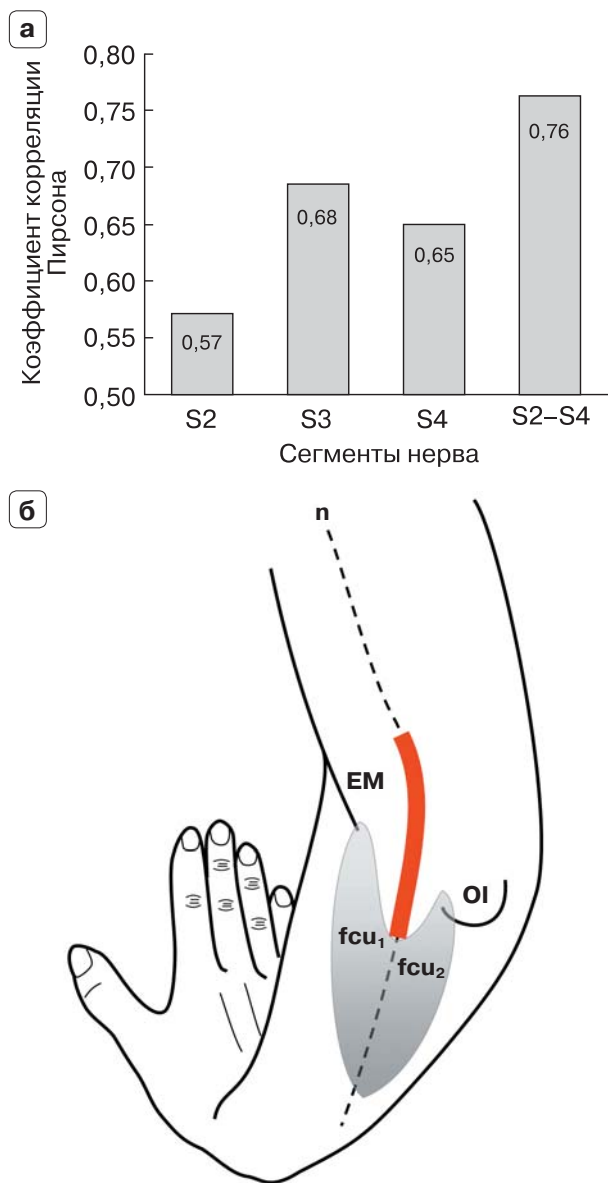 а
Коэффициент корреляции
Пирсона
0,80
0,75
0,70
0,65
0,60
0,55
0,50
0,57
0,68
0,65
0,76
S2 S3 S4 S2–S4
Сегменты нерва
б
n
EM
Ol
fcu₁
fcu₂